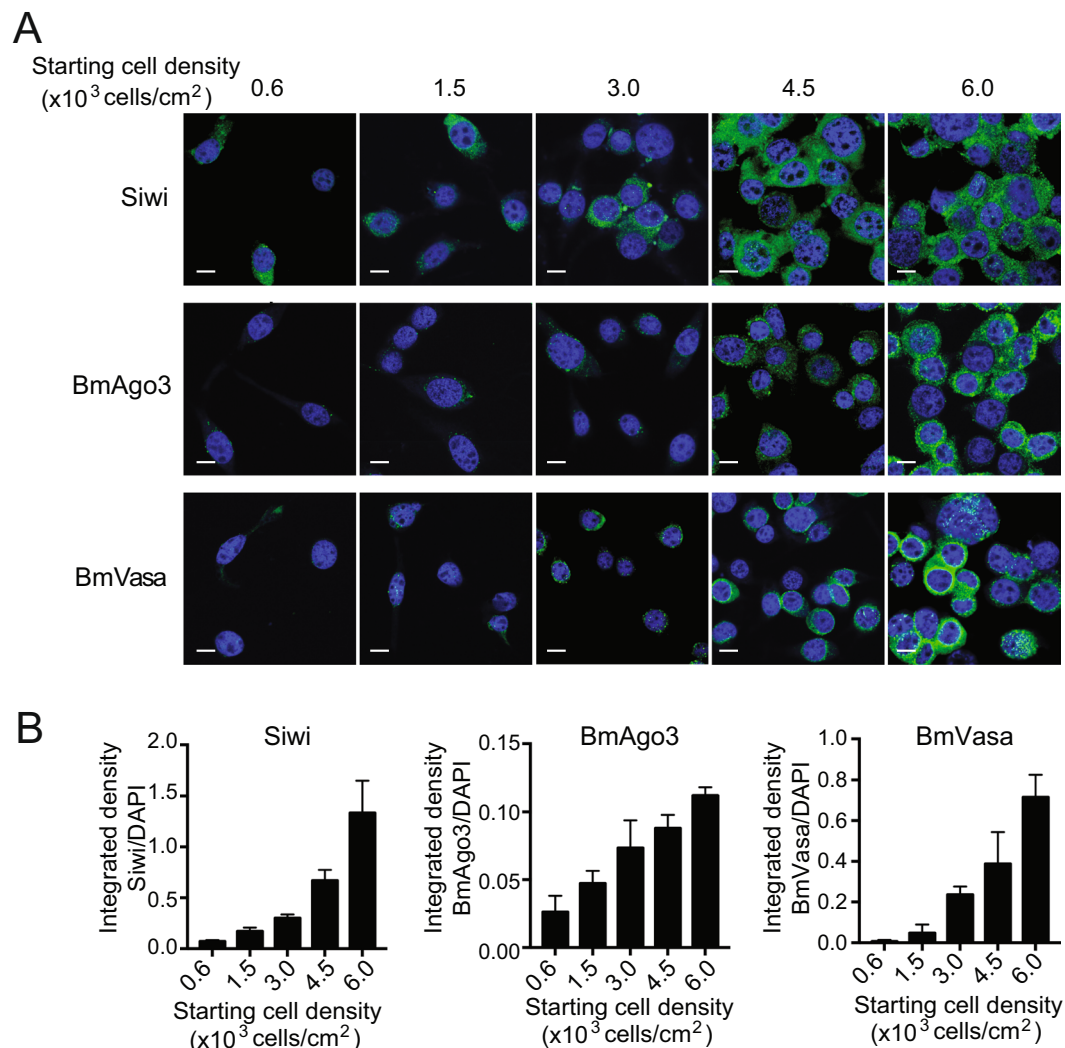 A
Starting cell density
(x10³ cells/cm²)
0.6 1.5 3.0 4.5 6.0
Siwi
BmAgo3
BmVasa
B
Siwi
Integrated density
Siwi/DAPI
2.0
1.5
1.0
0.5
0.0
0.6 1.5 3.0 4.5 6.0
Starting cell density
(x10³ cells/cm²)
BmAgo3
Integrated density
BmAgo3/DAPI
0.15
0.10
0.05
0.00
0.6 1.5 3.0 4.5 6.0
Starting cell density
(x10³ cells/cm²)
BmVasa
Integrated density
BmVasa/DAPI
1.0
0.8
0.6
0.4
0.2
0.0
0.6 1.5 3.0 4.5 6.0
Starting cell density
(x10³ cells/cm²)